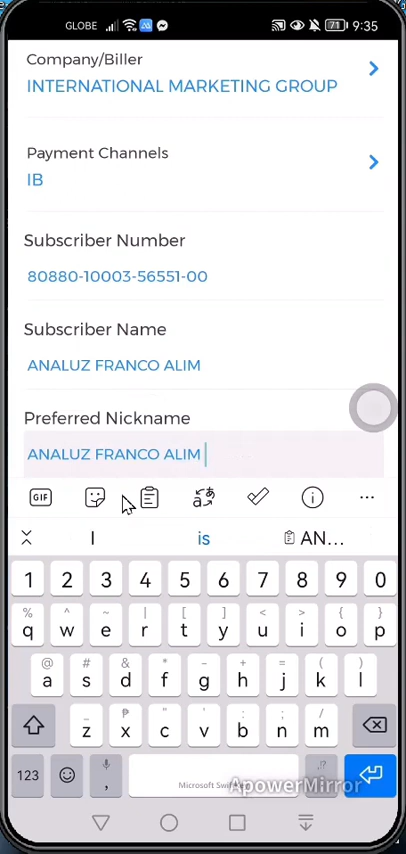 GLOBE 71 9:35
Company/Biller
INTERNATIONAL MARKETING GROUP
Payment Channels
IB
Subscriber Number
80880-10003-56551-00
Subscriber Name
ANALUZ FRANCO ALIM
Preferred Nickname
ANALUZ FRANCO ALIM
GIF あ
I is AN...
1 2 3 4 5 6 7 8 9 0
% ^ ~ | [ ] < > { }
q w e r t y u i o p
@ # & * - + = ( )
a s d f g h j k l
_ ₱ " ' : ; /
z x c v b n m
123 , .!?
Microsoft SwiftKey
ApowerMirror